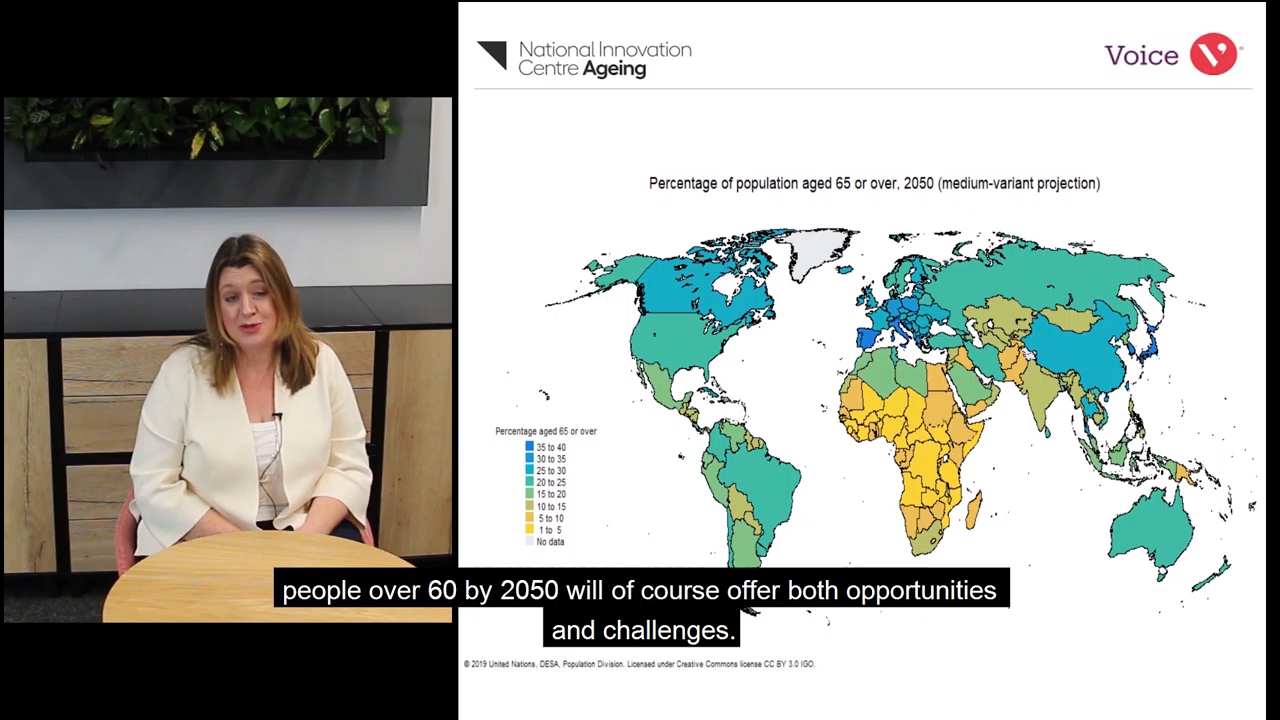 National Innovation
Centre Ageing
Voice
Percentage of population aged 65 or over, 2050 (medium-variant projection)
Percentage aged 65 or over
35 to 40
30 to 35
25 to 30
20 to 25
15 to 20
10 to 15
5 to 10
1 to 5
No data
people over 60 by 2050 will of course offer both opportunities
and challenges.
© 2019 United Nations, DESA, Population Division. Licensed under Creative Commons license CC BY 3.0 IGO.